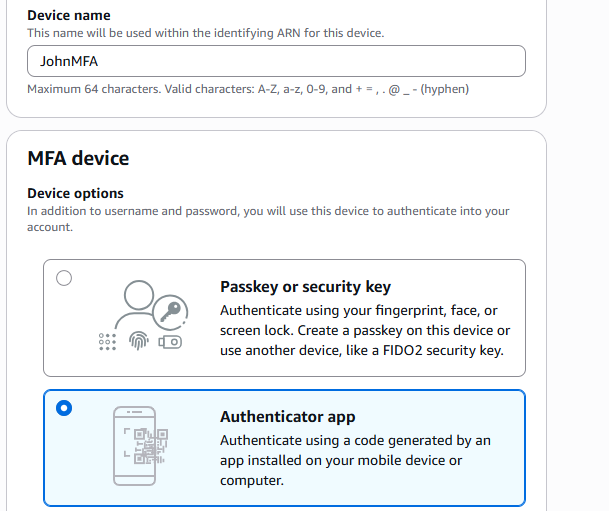 Device name
This name will be used within the identifying ARN for this device.
JohnMFA
Maximum 64 characters. Valid characters: A-Z, a-z, 0-9, and + = , . @ _ - (hyphen)
MFA device
Device options
In addition to username and password, you will use this device to authenticate into your
account.
Passkey or security key
Authenticate using your fingerprint, face, or
screen lock. Create a passkey on this device or
use another device, like a FIDO2 security key.
Authenticator app
Authenticate using a code generated by an
app installed on your mobile device or
computer.